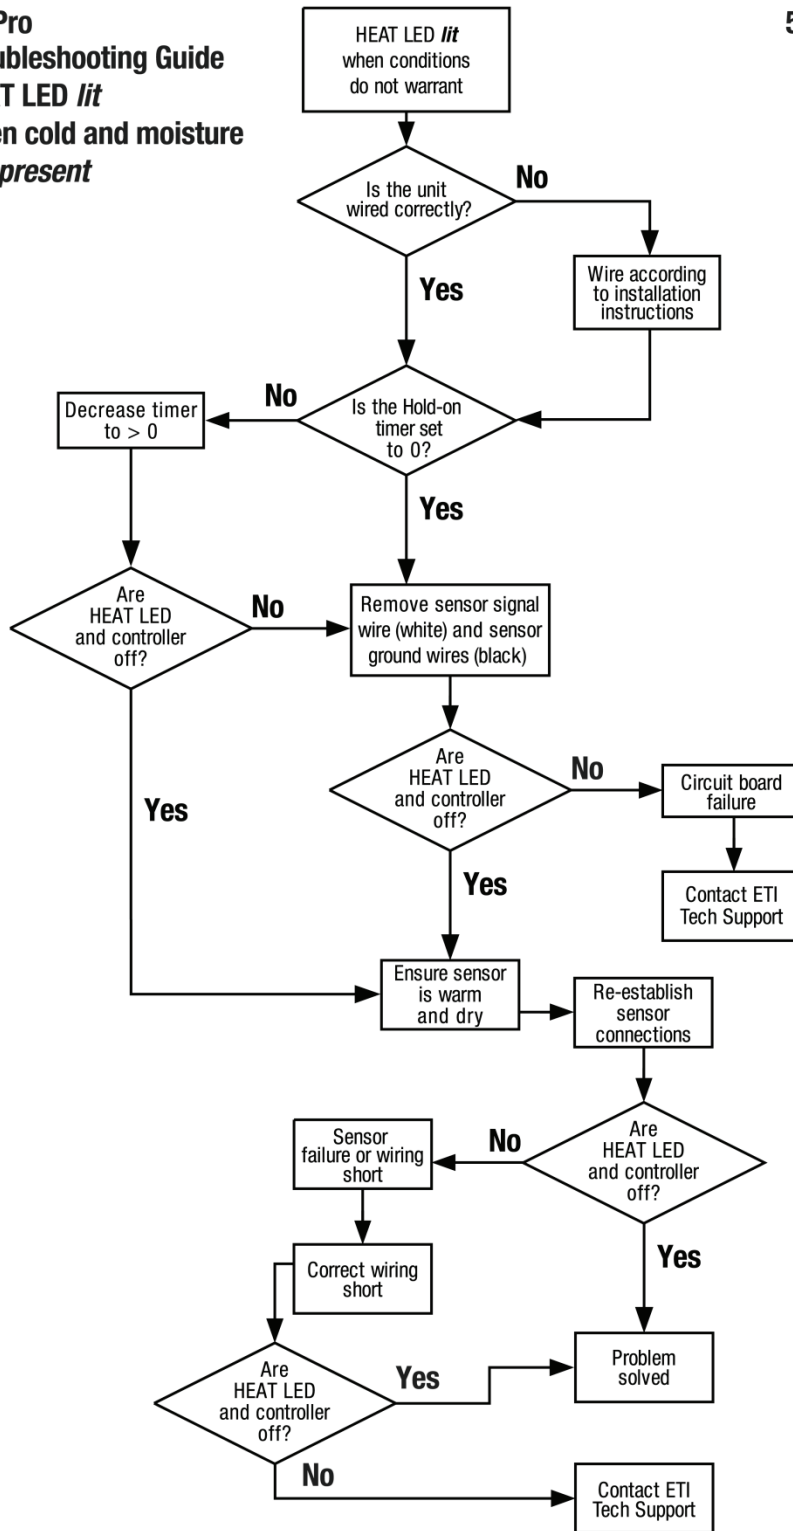 Pro
ubleshooting Guide
T LED lit
en cold and moisture
present
5
HEAT LED lit
when conditions
do not warrant
Is the unit
wired correctly?
No
Wire according
to installation
instructions
Yes
Is the Hold-on
timer set
to 0?
No
Decrease timer
to > 0
Yes
Are
HEAT LED
and controller
off?
No
Remove sensor signal
wire (white) and sensor
ground wires (black)
Yes
Are
HEAT LED
and controller
off?
No
Circuit board
failure
Contact ETI
Tech Support
Yes
Ensure sensor
is warm
and dry
Re-establish
sensor
connections
Are
HEAT LED
and controller
off?
No
Sensor
failure or wiring
short
Yes
Correct wiring
short
Are
HEAT LED
and controller
off?
Yes
Problem
solved
No
Contact ETI
Tech Support